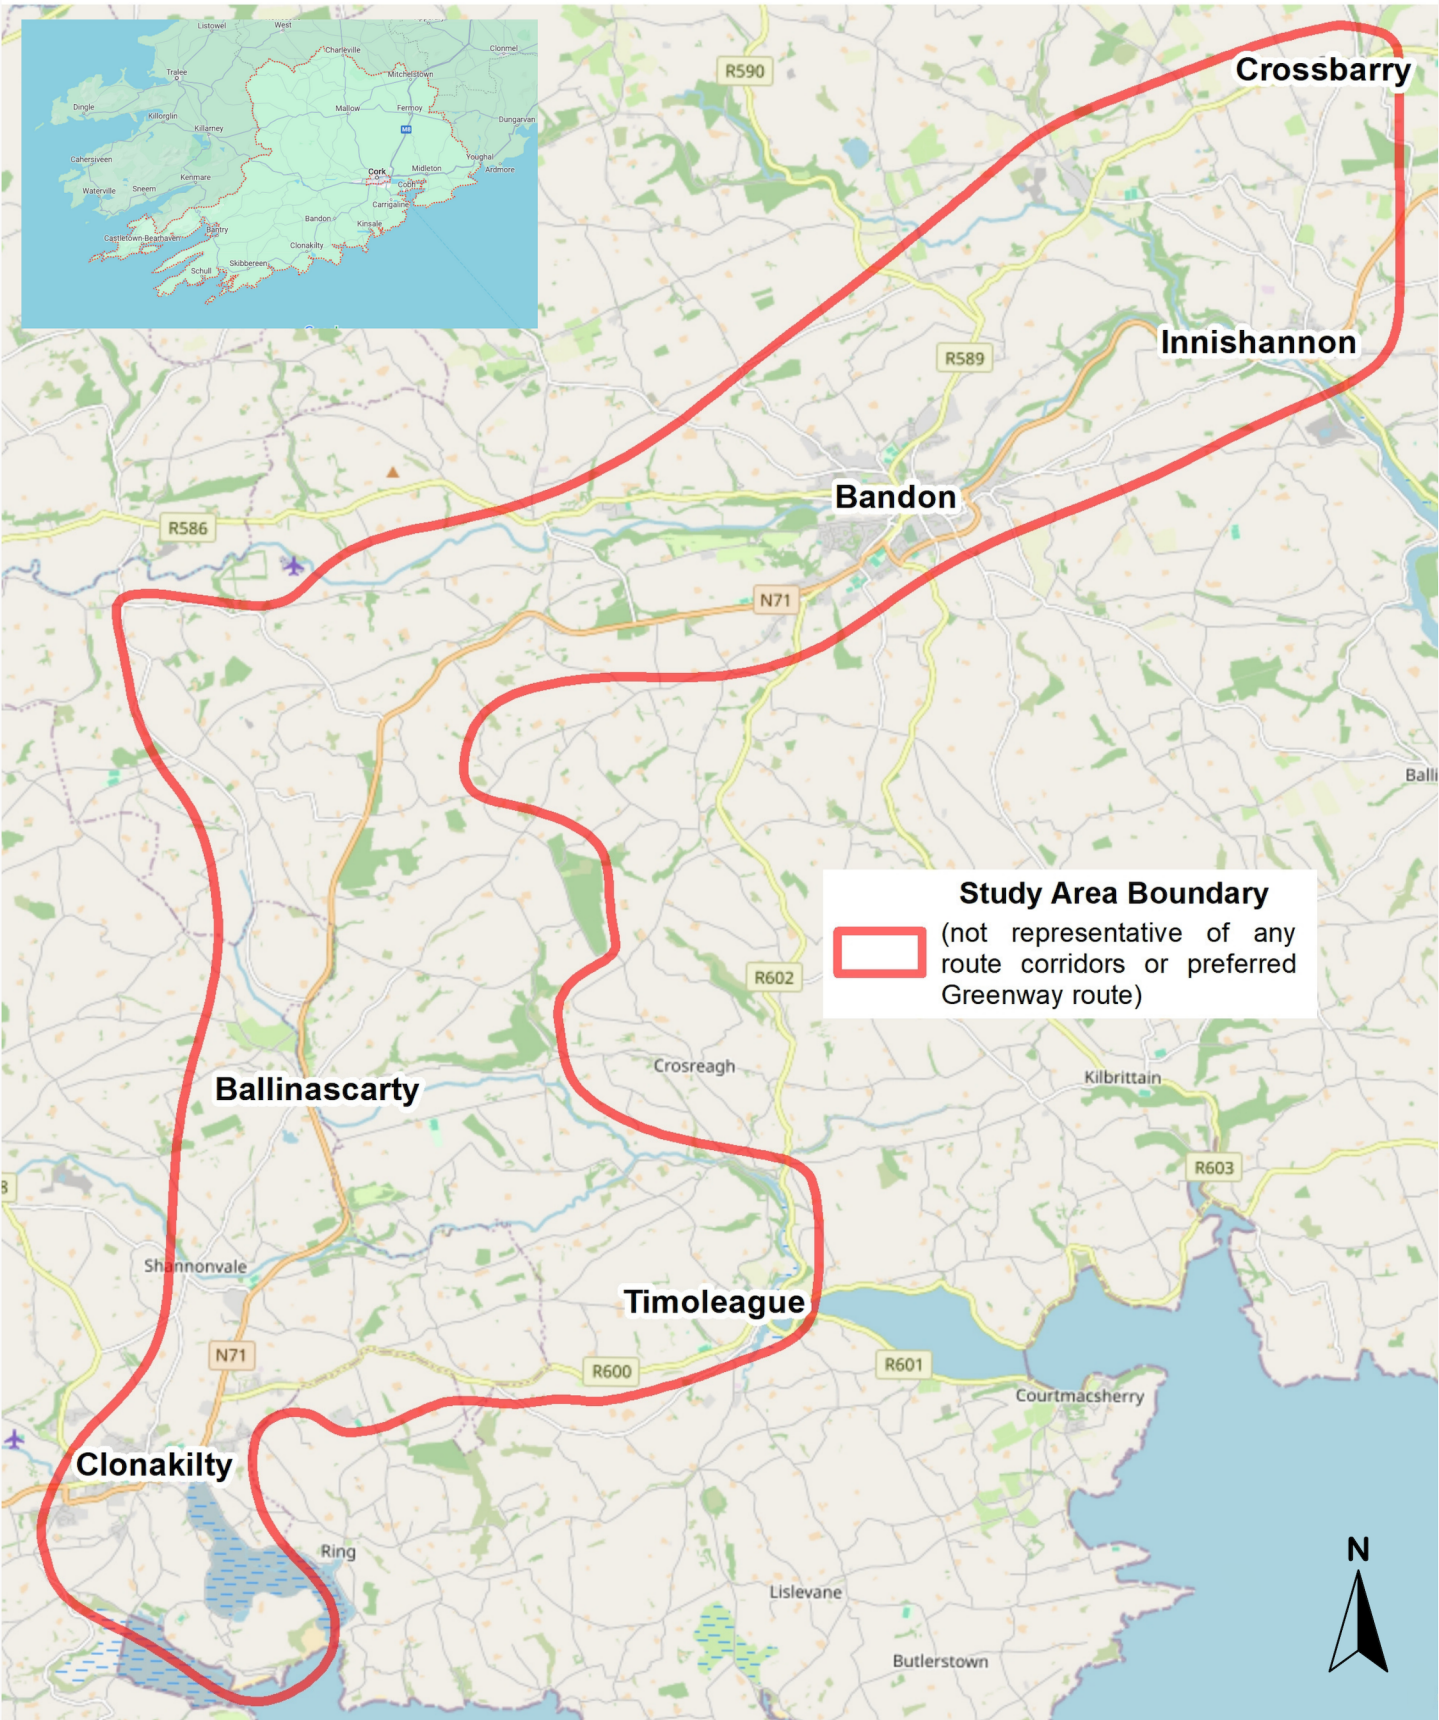 Listowel
West
Charleville
Clonmel
Tralee
Mitchelstown
Dingle
Killorglin
Mallow
Fermoy
Dungarvan
Killarney
M8
Cahersiveen
Youghal
Kenmare
Cork
Midleton
Ardmore
Waterville
Sneem
Cobh
Carrigaline
Bandon
Kinsale
Bantry
Castletown-Bearhaven
Clonakilty
Skibbereen
Schull
R590
Crossbarry
Innishannon
R589
Bandon
R586
N71
Balli
Study Area Boundary
(not representative of any
route corridors or preferred
Greenway route)
R602
Crosreagh
Kilbrittain
Ballinascarty
R603
8
Shannonvale
Timoleague
N71
R600
R601
Courtmacsherry
Clonakilty
Ring
N
Lislevane
Butlerstown